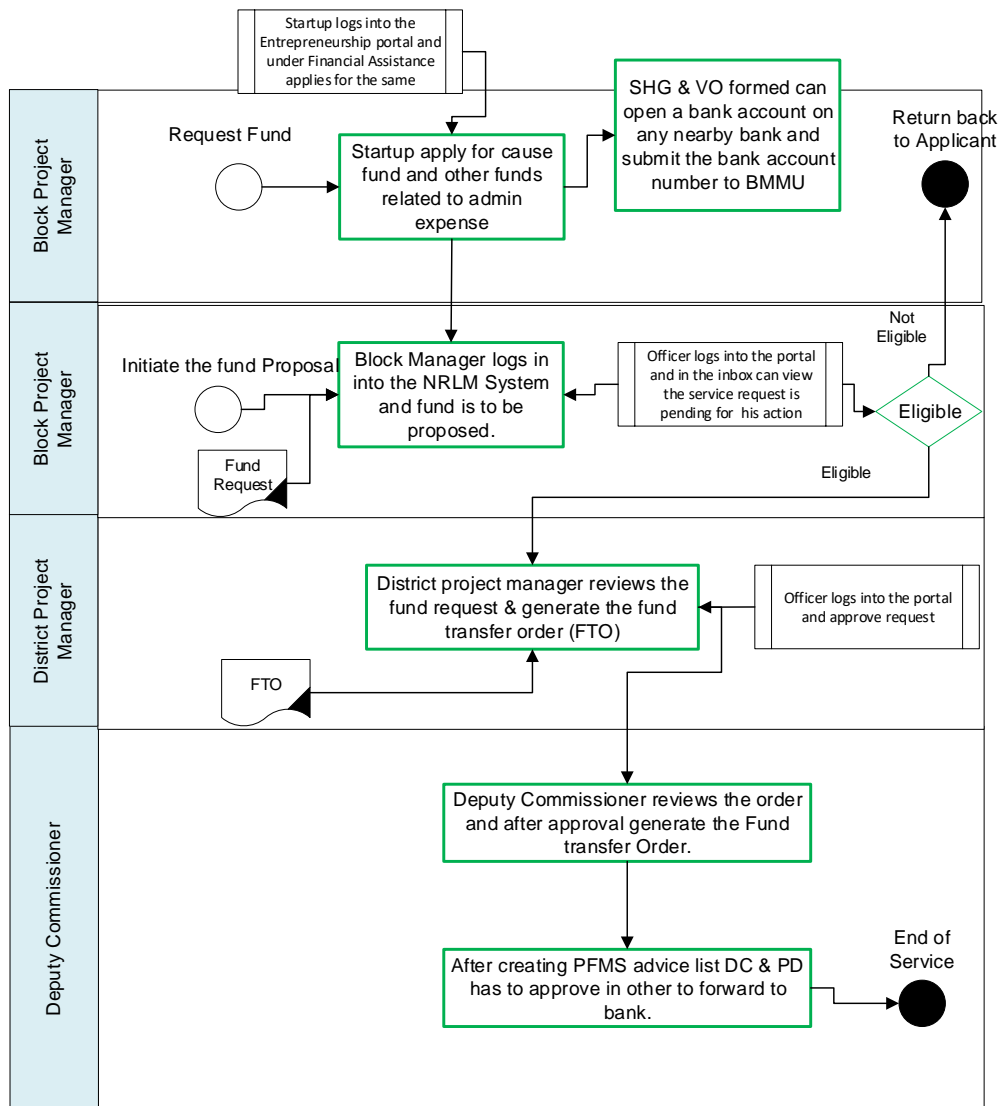 Startup logs into the
Entrepreneurship portal and
under Financial Assistance
applies for the same
Block Project
Manager
Request Fund
Startup apply for cause
fund and other funds
related to admin
expense
SHG & VO formed can
open a bank account on
any nearby bank and
submit the bank account
number to BMMU
Return back
to Applicant
Block Project
Manager
Initiate the fund Proposal
Fund
Request
Block Manager logs in
into the NRLM System
and fund is to be
proposed.
Officer logs into the portal
and in the inbox can view
the service request is
pending for his action
Not
Eligible
Eligible
Eligible
District Project
Manager
District project manager reviews the
fund request & generate the fund
transfer order (FTO)
Officer logs into the portal
and approve request
FTO
Deputy Commissioner
Deputy Commissioner reviews the order
and after approval generate the Fund
transfer Order.
After creating PFMS advice list DC & PD
has to approve in other to forward to
bank.
End of
Service